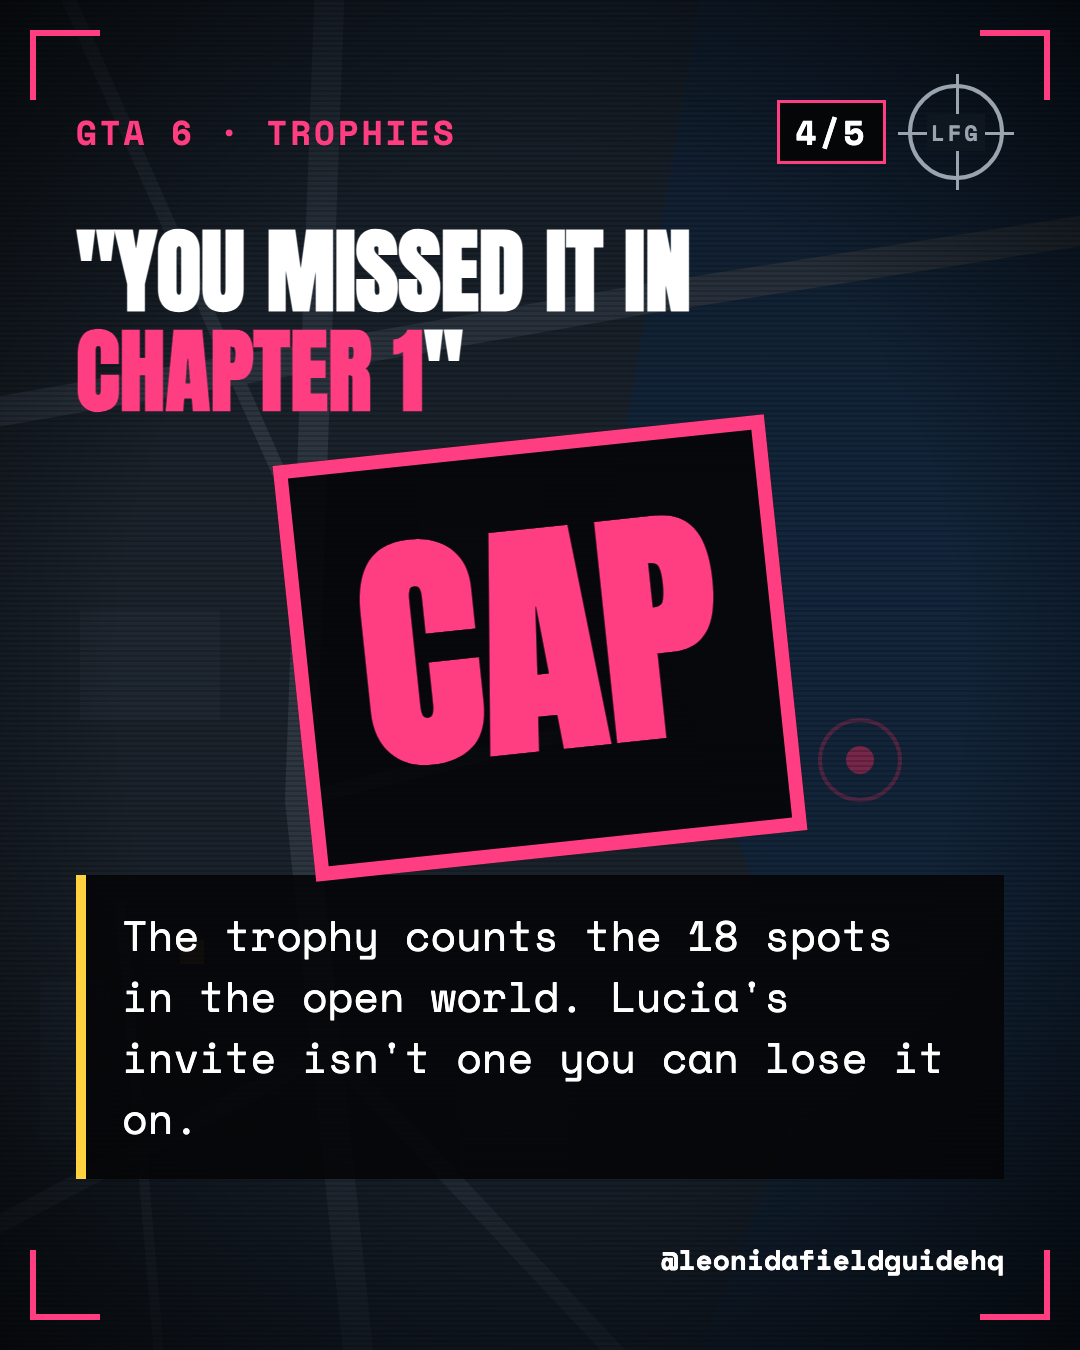 GTA 6 · TROPHIES
4/5
LFG
"YOU MISSED IT IN
CHAPTER 1"
CAP
The trophy counts the 18 spots
in the open world. Lucia's
invite isn't one you can lose it
on.
@leonidafieldguidehq